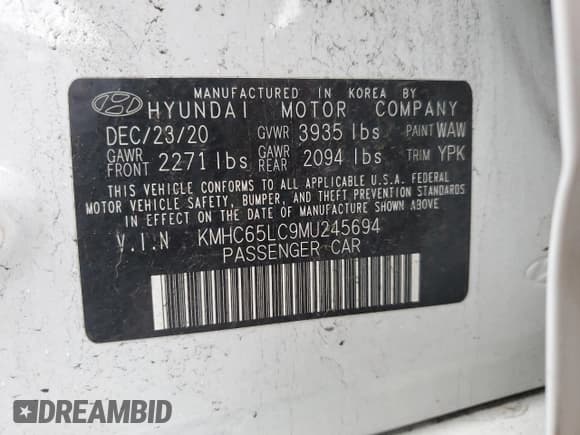 MANUFACTURED IN KOREA BY
HYUNDAI MOTOR COMPANY
DEC/23/20 GVWR 3935 lbs PAINT WAW
GAWR FRONT 2271 lbs GAWR REAR 2094 lbs TRIM YPK
THIS VEHICLE CONFORMS TO ALL APPLICABLE U.S.A. FEDERAL
MOTOR VEHICLE SAFETY, BUMPER, AND THEFT PREVENTION STANDARDS
IN EFFECT ON THE DATE OF MANUFACTURE SHOWN ABOVE
V.I.N KMHC65LC9MU245694
PASSENGER CAR
DREAMBID